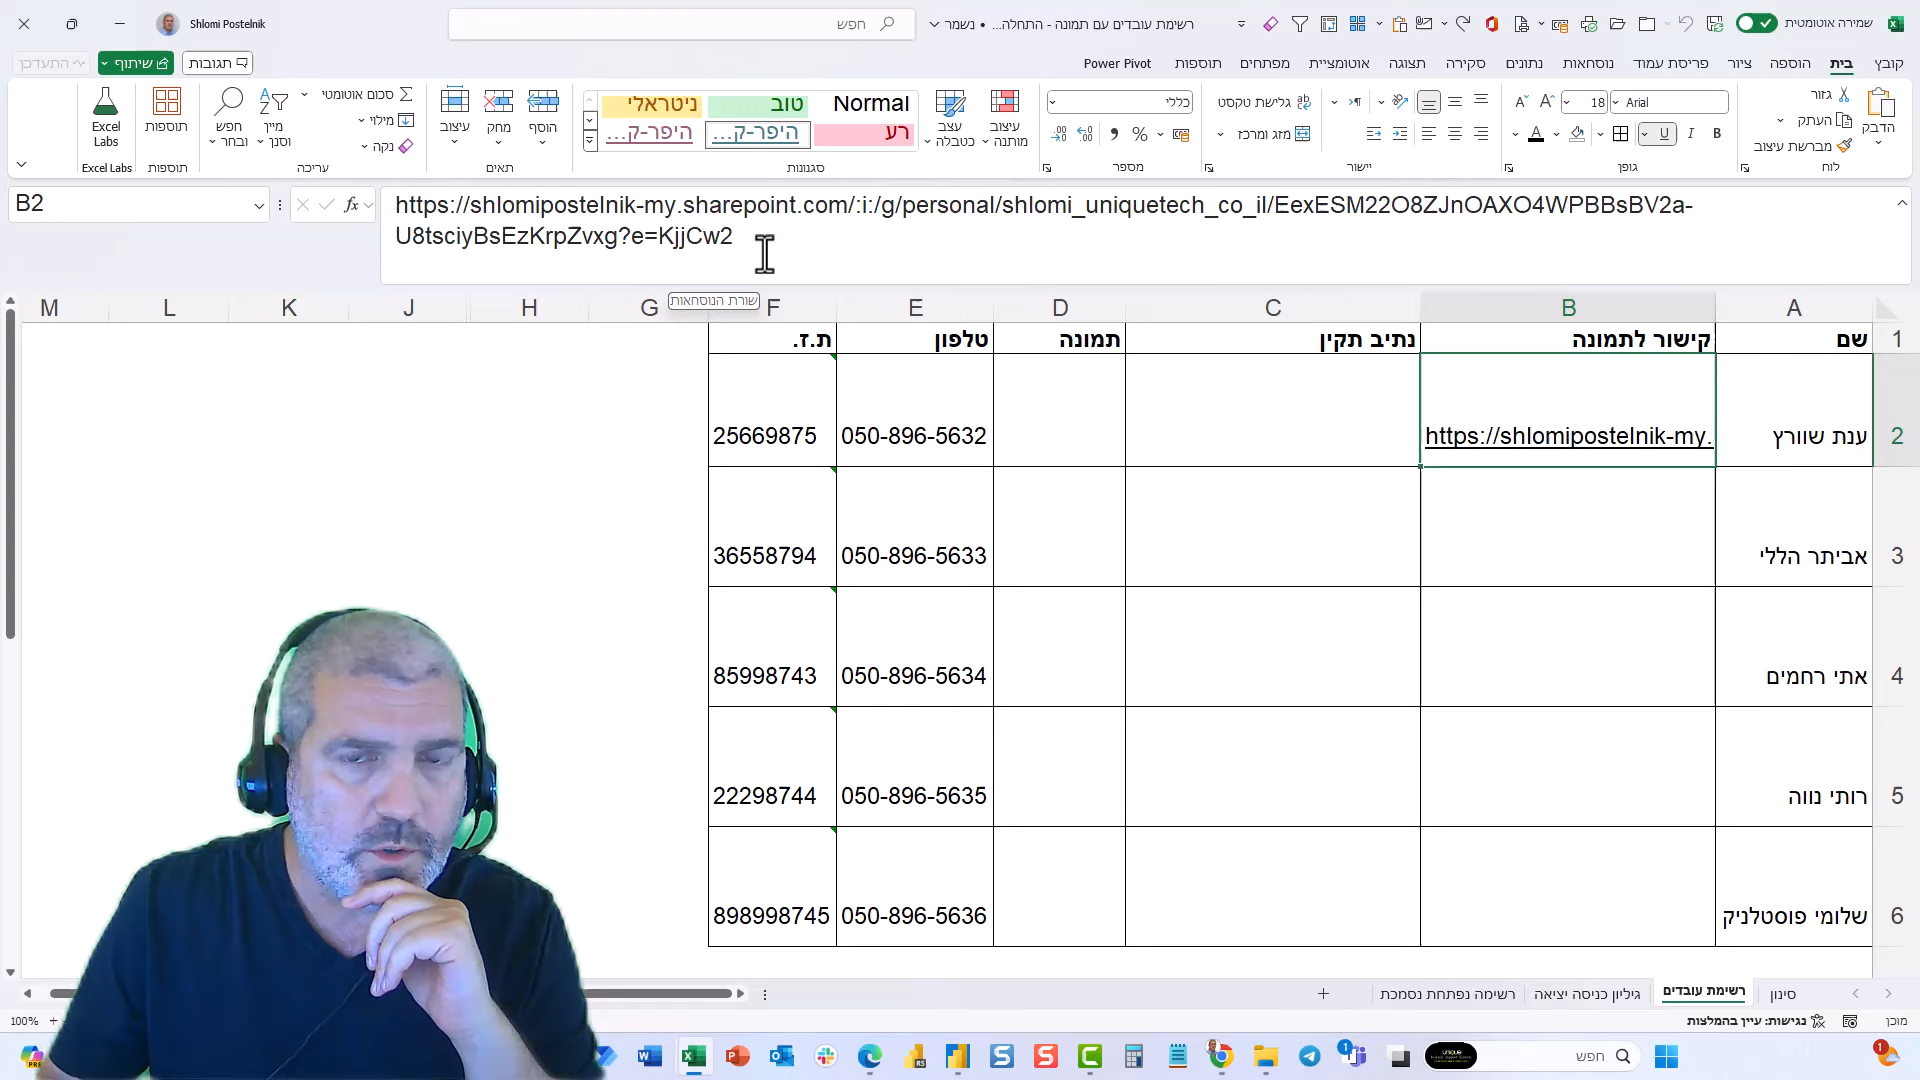 Shlomi Postelnik
חפש
רשימת עובדים עם תמונה - התחלה... • נשמר
שמירה אוטומטית
קובץ
בית
הוספה
ציור
פריסת עמוד
נוסחאות
נתונים
סקירה
תצוגה
אוטומציית
מפתחים
תוספות
Power Pivot
תגובות
שיתוף
התעדכן
הדבק
גזור
העתק
מברשת עיצוב
לוח
Arial
18
B I U
גופן
גלישת טקסט
מזג ומרכז
יישור
כללי
מספר
עיצוב מותנה
עצב כטבלה
Normal
טוב
ניטראלי
רע
היפר-ק...
היפר-ק...
סגנונות
הוסף
מחק
עיצוב
תאים
סכום אוטומטי
מילוי
נקה
מיין וסנן
חפש ובחר
עריכה
תוספות
תוספות
Excel Labs
Excel Labs
B2
fx
https://shlomipostelnik-my.sharepoint.com/:i:/g/personal/shlomi_uniquetech_co_il/EexESM22O8ZJnOAXO4WPBBsBV2a-
U8tsciyBsEzKrpZvxg?e=KjjCw2
שורת הנוסחאות
A B C D E F G H J K L M
1 שם קישור לתמונה נתיב תקין תמונה טלפון ת.ז.
2 ענת שוורץ https://shlomipostelnik-my. 050-896-5632 25669875
3 אביתר הללי 050-896-5633 36558794
4 אתי רחמים 050-896-5634 85998743
5 רותי נווה 050-896-5635 22298744
6 שלומי פוסטלניק 050-896-5636 898998745
סינון
רשימת עובדים
גיליון כניסה יציאה
רשימה נפתחת נסמכת
מוכן
נגישות: עיין בהמלצות
100%
חפש